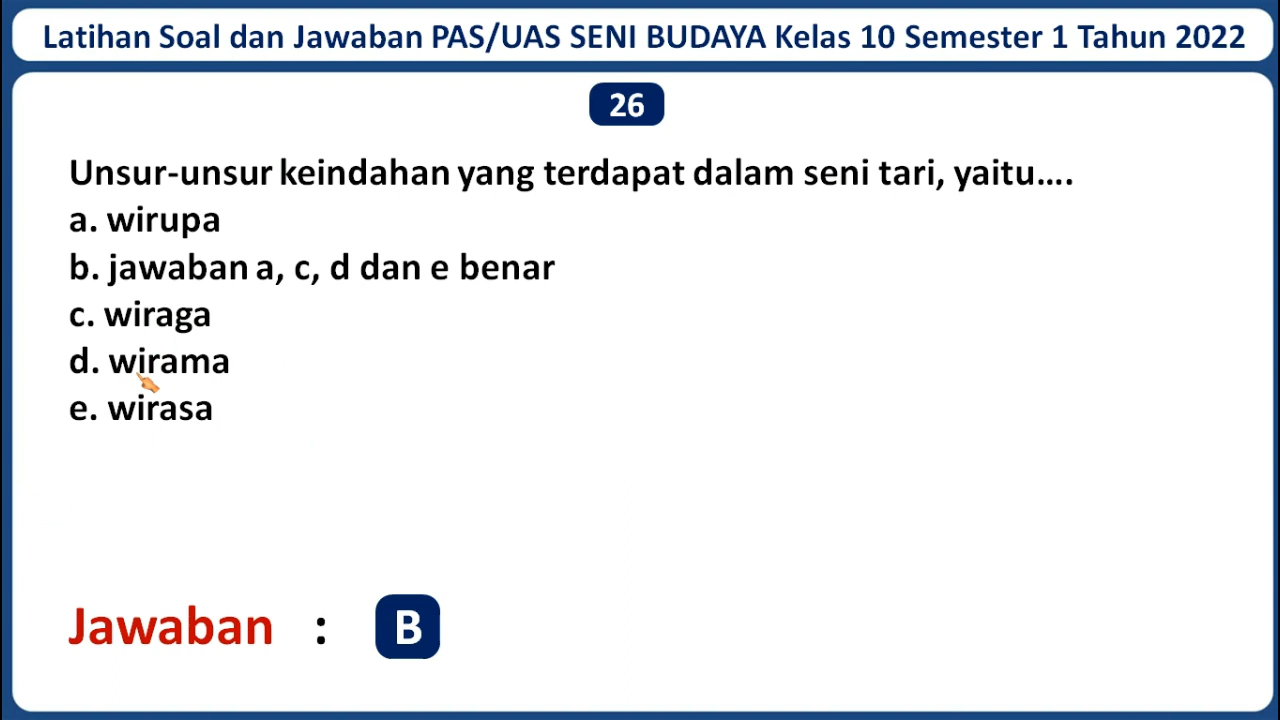 Latihan Soal dan Jawaban PAS/UAS SENI BUDAYA Kelas 10 Semester 1 Tahun 2022
26
Unsur-unsur keindahan yang terdapat dalam seni tari, yaitu....
a. wirupa
b. jawaban a, c, d dan e benar
c. wiraga
d. wirama
e. wirasa
Jawaban : B